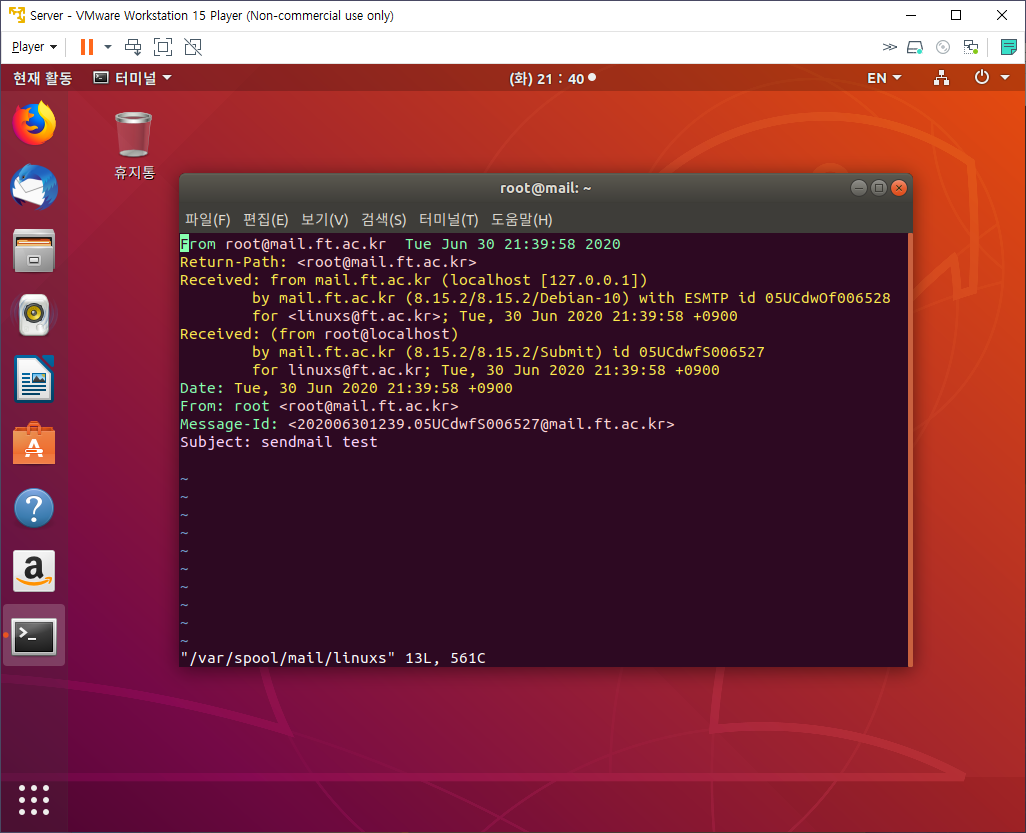 Server - VMware Workstation 15 Player (Non-commercial use only)
Player
현재 활동 터미널 (화) 21 : 40 EN
휴지통
root@mail: ~
파일(F) 편집(E) 보기(V) 검색(S) 터미널(T) 도움말(H)
From root@mail.ft.ac.kr  Tue Jun 30 21:39:58 2020
Return-Path: <root@mail.ft.ac.kr>
Received: from mail.ft.ac.kr (localhost [127.0.0.1])
        by mail.ft.ac.kr (8.15.2/8.15.2/Debian-10) with ESMTP id 05UCdwOf006528
        for <linuxs@ft.ac.kr>; Tue, 30 Jun 2020 21:39:58 +0900
Received: (from root@localhost)
        by mail.ft.ac.kr (8.15.2/8.15.2/Submit) id 05UCdwfS006527
        for linuxs@ft.ac.kr; Tue, 30 Jun 2020 21:39:58 +0900
Date: Tue, 30 Jun 2020 21:39:58 +0900
From: root <root@mail.ft.ac.kr>
Message-Id: <202006301239.05UCdwfS006527@mail.ft.ac.kr>
Subject: sendmail test
~
~
~
~
~
~
~
~
~
~
"/var/spool/mail/linuxs" 13L, 561C